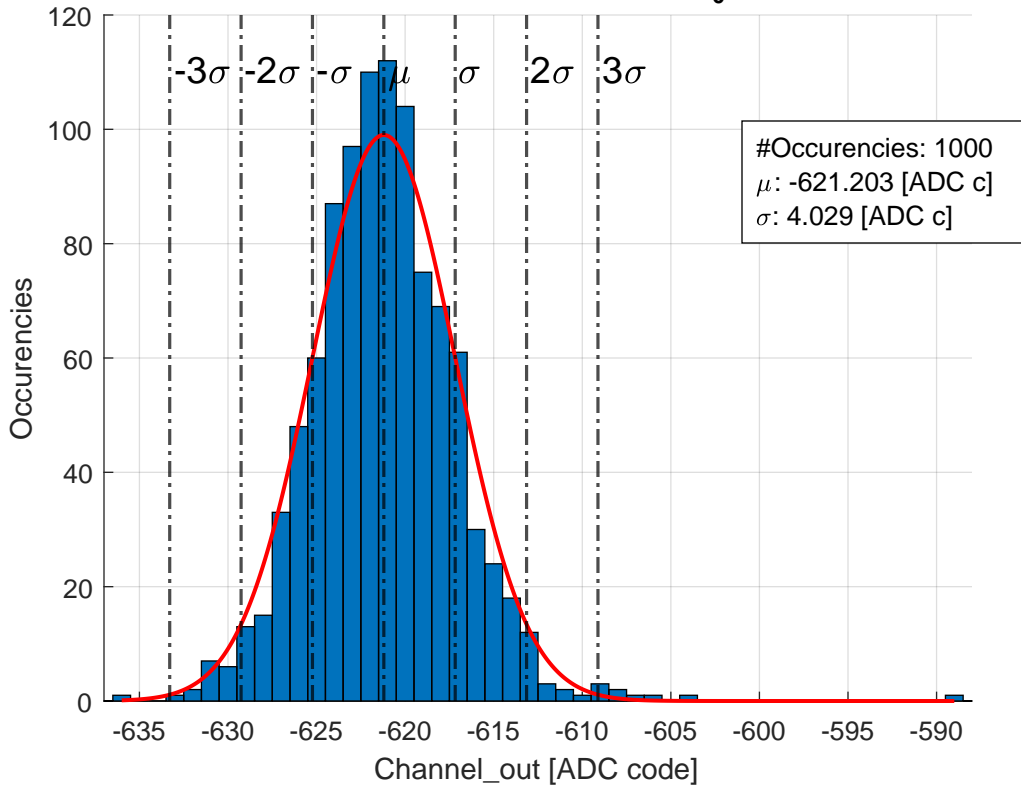 120
100
80
60
40
20
0
-3σ
-2σ
-σ
μ
σ
2σ
3σ
#Occurencies: 1000
μ: -621.203 [ADC c]
σ: 4.029 [ADC c]
Occurencies
-635
-630
-625
-620
-615
-610
-605
-600
-595
-590
Channel_out [ADC code]